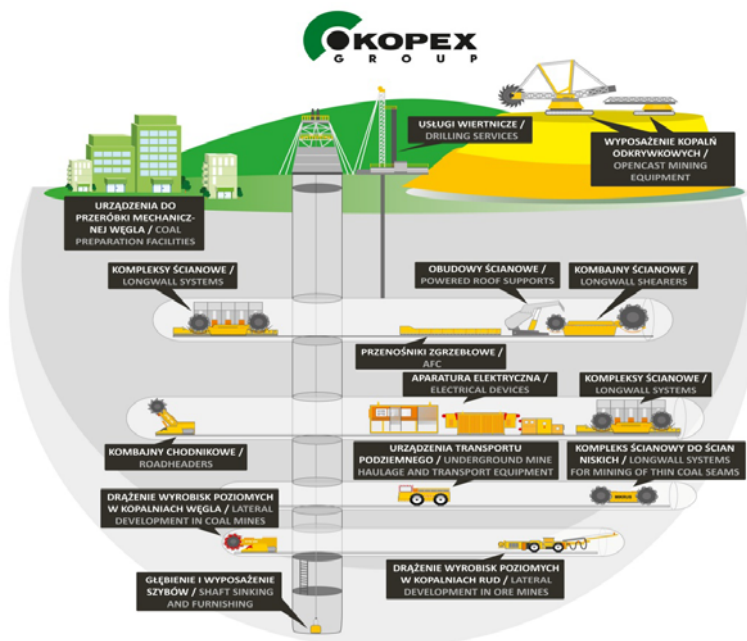 KOPEX
GROUP
USŁUGI WIERTNICZE /
DRILLING SERVICES
WYPOSAŻENIE KOPALŃ
ODKRYWKOWYCH /
OPENCAST MINING
EQUIPMENT
URZĄDZENIA DO
PRZERÓBKI MECHANICZ-
NEJ WĘGLA / COAL
PREPARATION FACILITIES
KOMPLEKSY ŚCIANOWE /
LONGWALL SYSTEMS
OBUDOWY ŚCIANOWE /
POWERED ROOF SUPPORTS
KOMBAJNY ŚCIANOWE /
LONGWALL SHEARERS
PRZENOŚNIKI ZGRZEBŁOWE /
AFC
APARATURA ELEKTRYCZNA /
ELECTRICAL DEVICES
KOMPLEKSY ŚCIANOWE /
LONGWALL SYSTEMS
KOMBAJNY CHODNIKOWE /
ROADHEADERS
URZĄDZENIA TRANSPORTU
PODZIEMNEGO / UNDERGROUND MINE
HAULAGE AND TRANSPORT EQUIPMENT
KOMPLEKS ŚCIANOWY DO ŚCIAN
NISKICH / LONGWALL SYSTEMS
FOR MINING OF THIN COAL SEAMS
DRĄŻENIE WYROBISK POZIOMYCH
W KOPALNIACH WĘGLA / LATERAL
DEVELOPMENT IN COAL MINES
DRĄŻENIE WYROBISK POZIOMYCH
W KOPALNIACH RUD / LATERAL
DEVELOPMENT IN ORE MINES
GŁĘBIENIE I WYPOSAŻENIE
SZYBÓW / SHAFT SINKING
AND FURNISHING